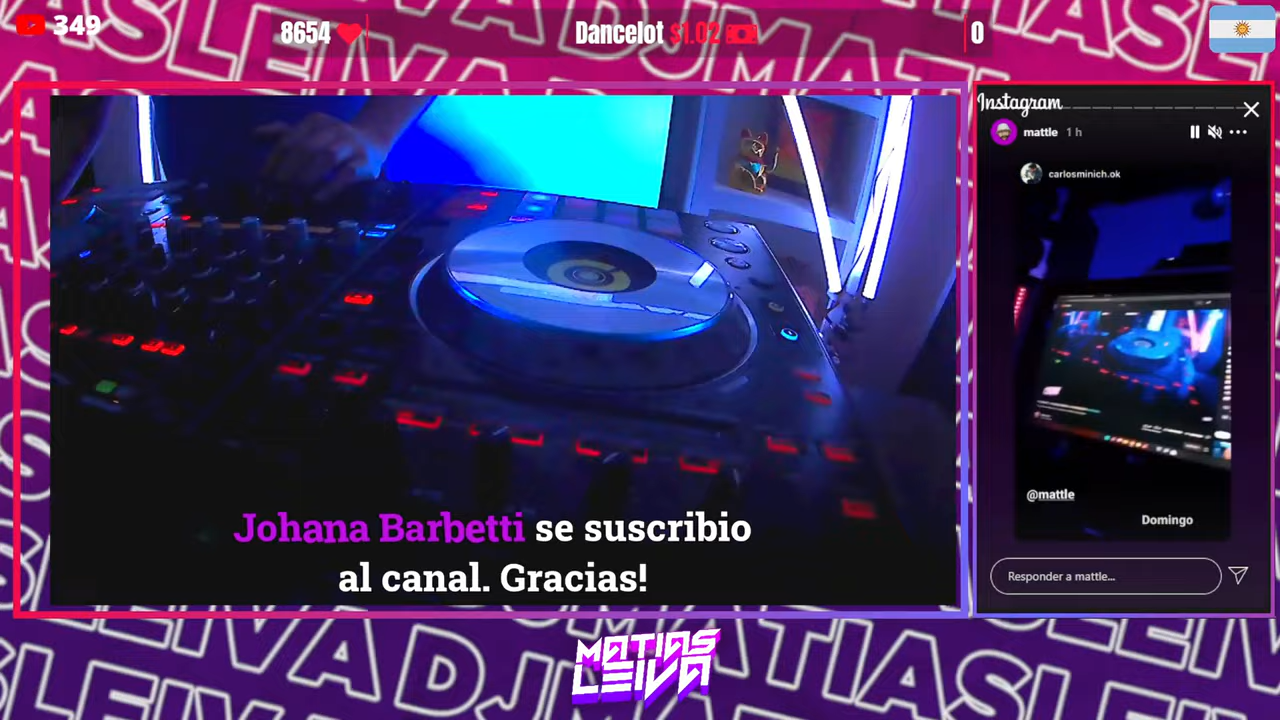 349
8654
Dancelot $1.02
0
Instagram
mattle 1 h
carlosminich.ok
@mattle
Domingo
Responder a mattle...
Johana Barbetti se suscribio
al canal. Gracias!
MATIAS
LEIVA